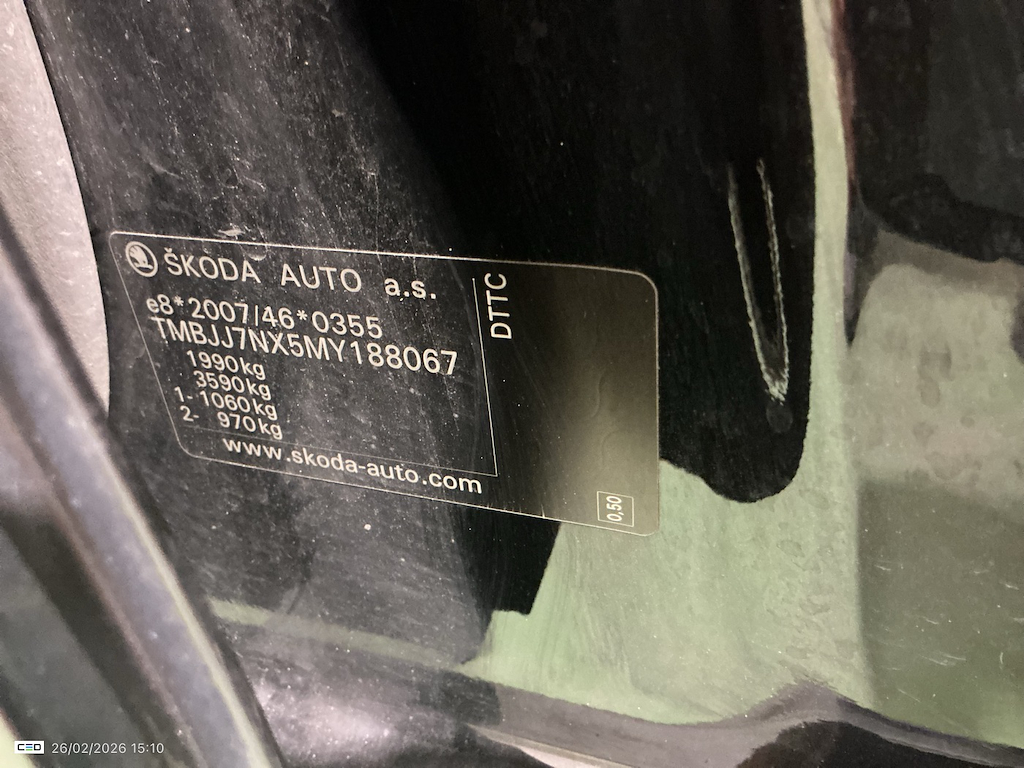 ŠKODA AUTO a.s.
e8*2007/46*0355
TMBJJ7NX5MY188067
1990kg
3590kg
1- 1060kg
2- 970kg
www.skoda-auto.com
DTTC
0,50
CEO 26/02/2026 15:10